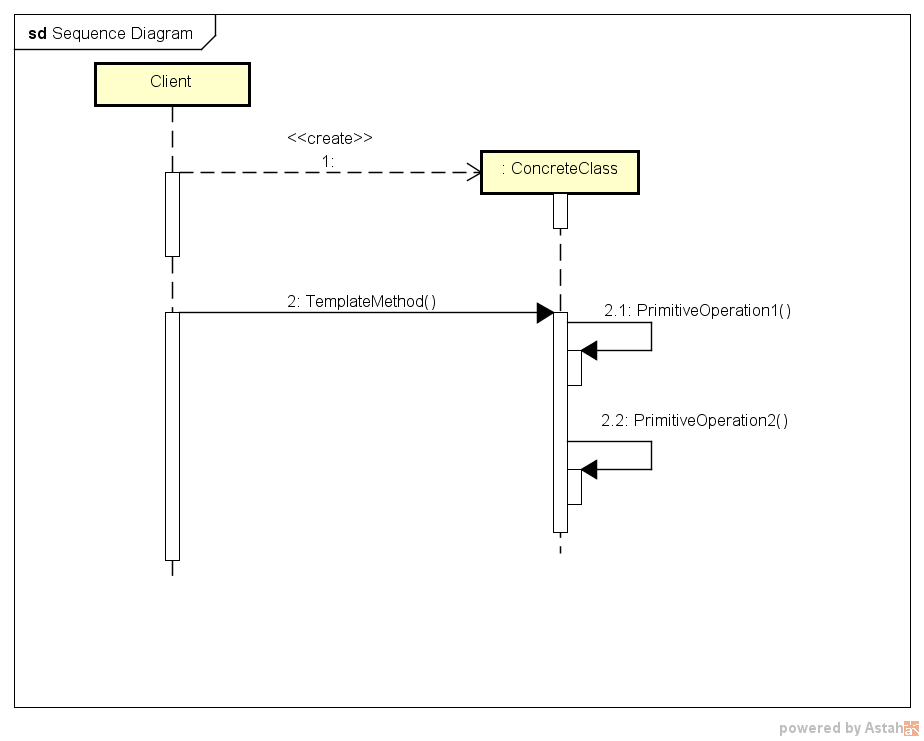 sd Sequence Diagram
Client
<<create>>
1:
: ConcreteClass
2: TemplateMethod()
2.1: PrimitiveOperation1()
2.2: PrimitiveOperation2()
powered by Astah